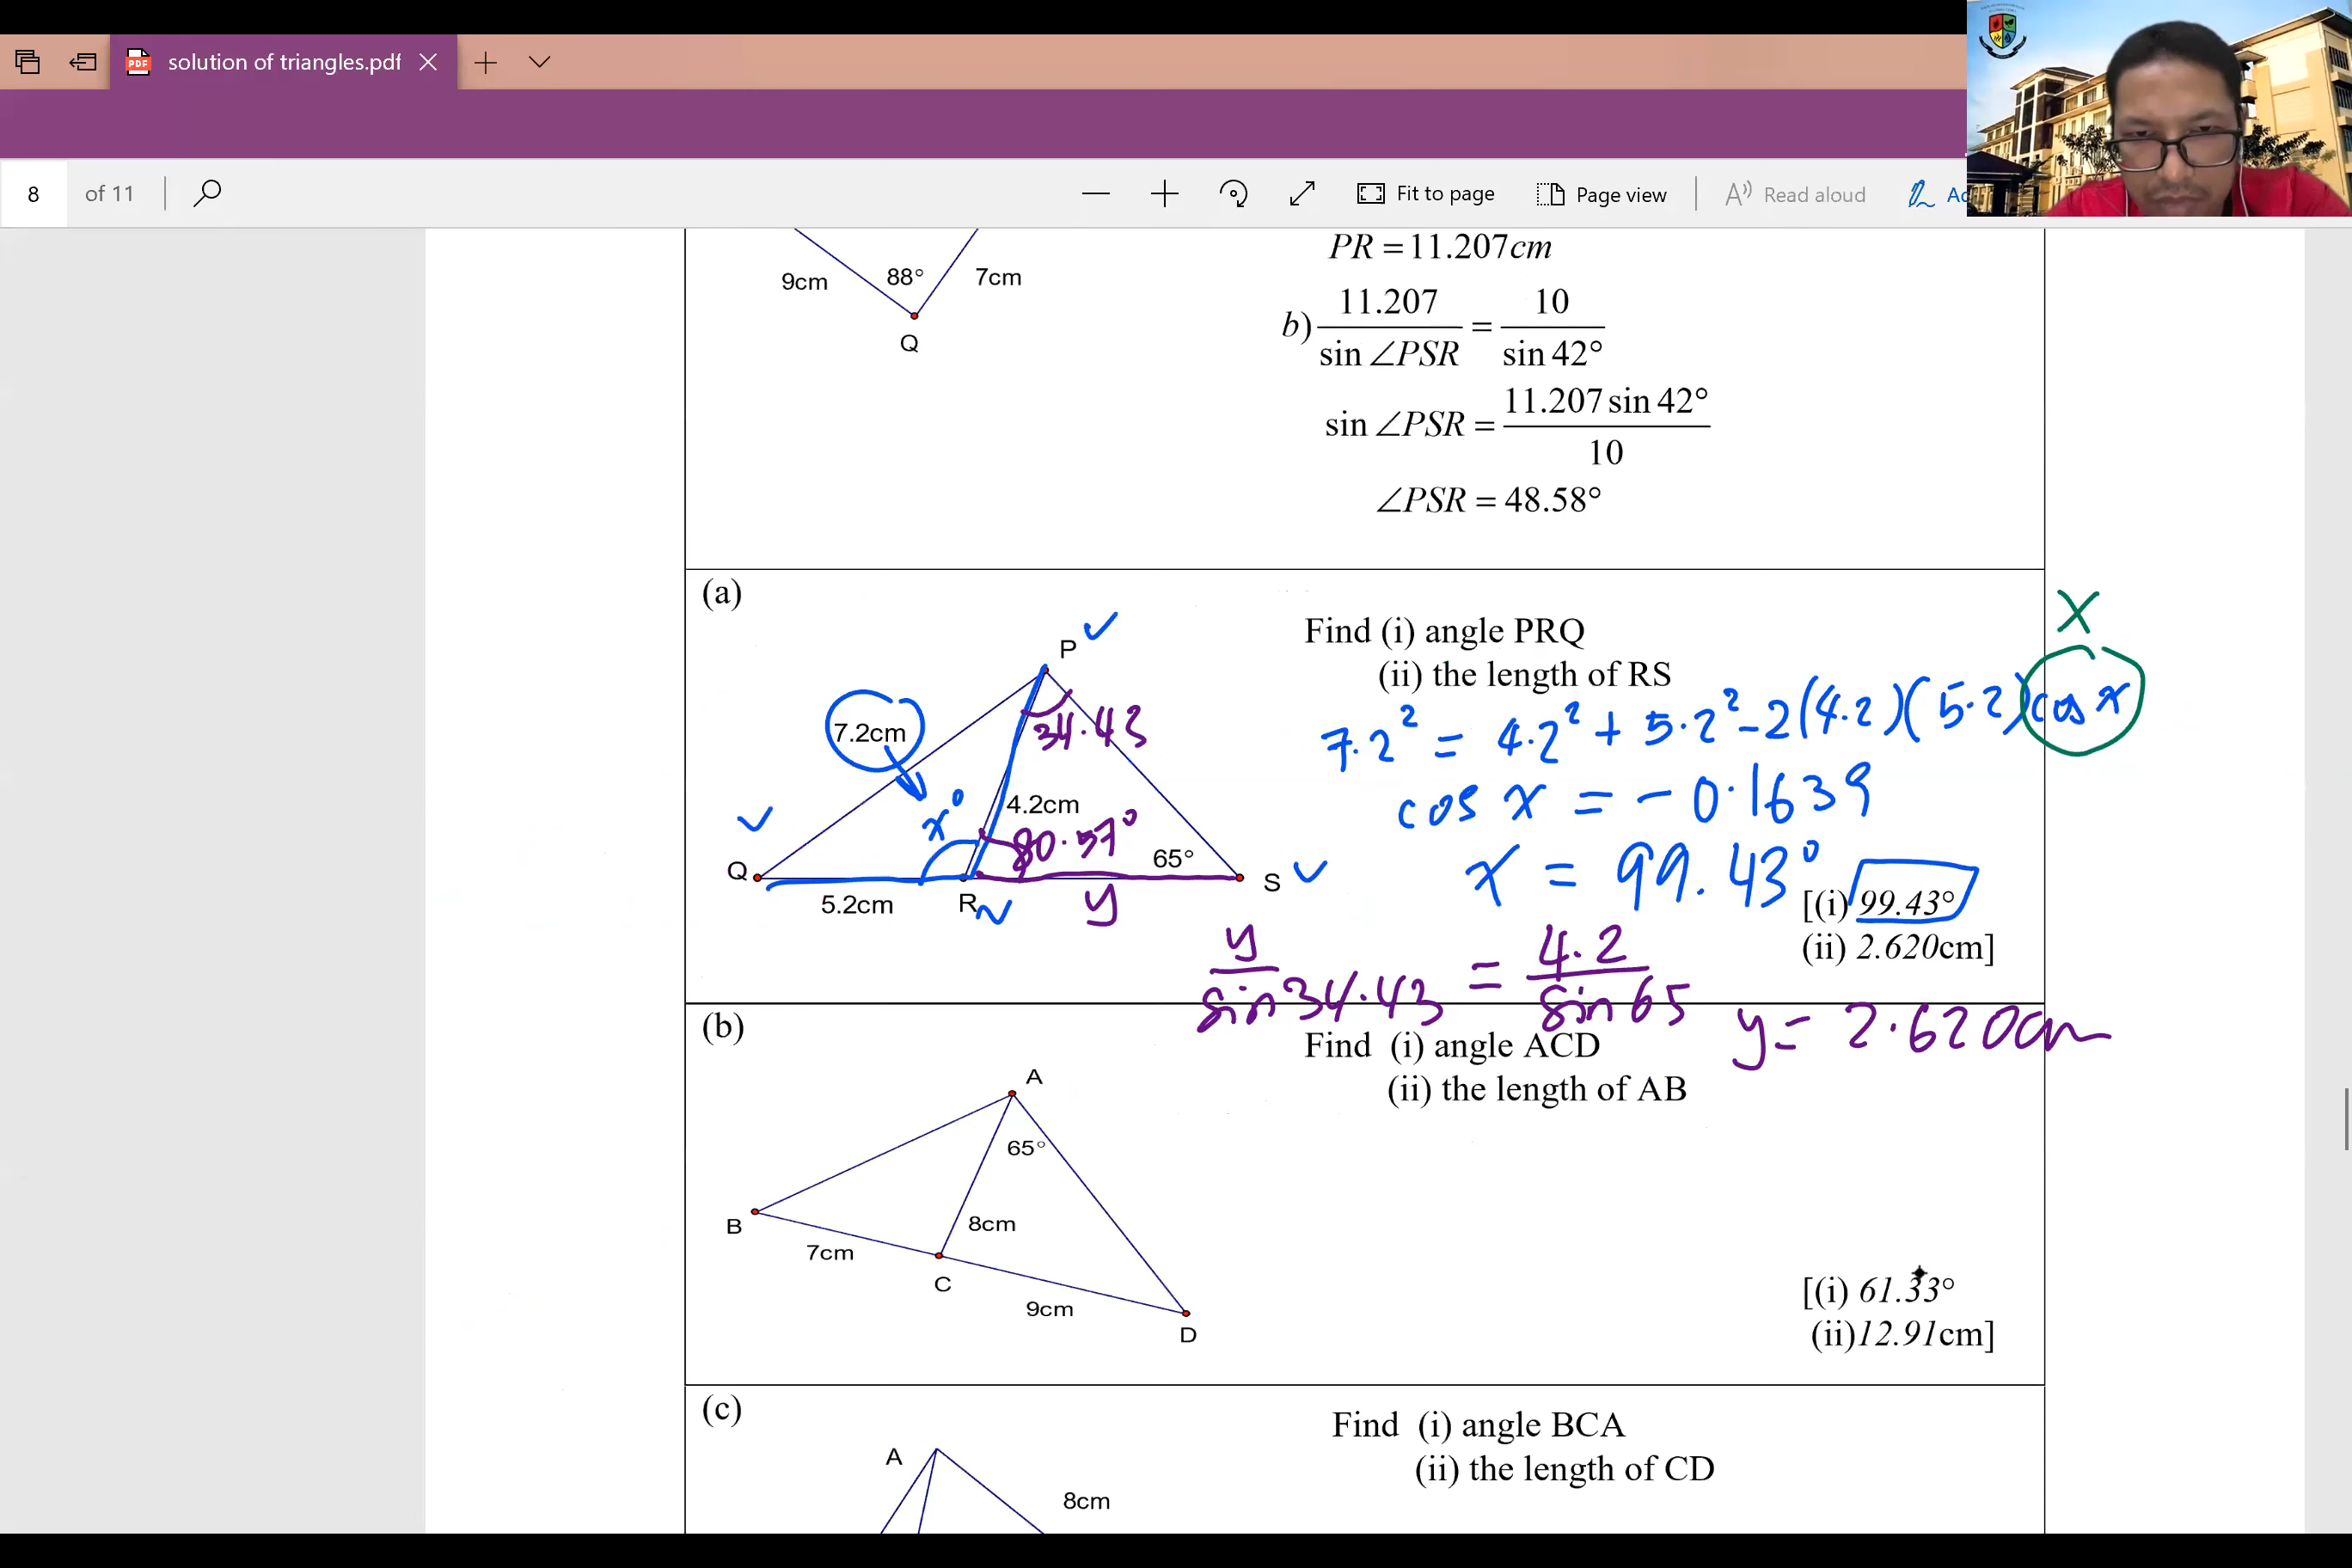 solution of triangles.pdf
8 of 11
Fit to page
Page view
Read aloud
9cm
88°
7cm
Q
PR = 11.207cm
b) 11.207 / sin ∠PSR = 10 / sin 42°
sin ∠PSR = 11.207 sin 42° / 10
∠PSR = 48.58°
(a)
P
7.2cm
34.43
x°
4.2cm
80.57°
65°
Q
5.2cm
R
y
S
Find (i) angle PRQ
(ii) the length of RS
X
7.2² = 4.2² + 5.2² - 2(4.2)(5.2) cos x
cos x = - 0.1639
x = 99.43°
[(i) 99.43°
(ii) 2.620cm]
y / sin 34.43 = 4.2 / sin 65
y = 2.620cm
(b)
A
65°
B
8cm
7cm
C
9cm
D
Find (i) angle ACD
(ii) the length of AB
[(i) 61.33°
(ii)12.91cm]
(c)
A
8cm
Find (i) angle BCA
(ii) the length of CD